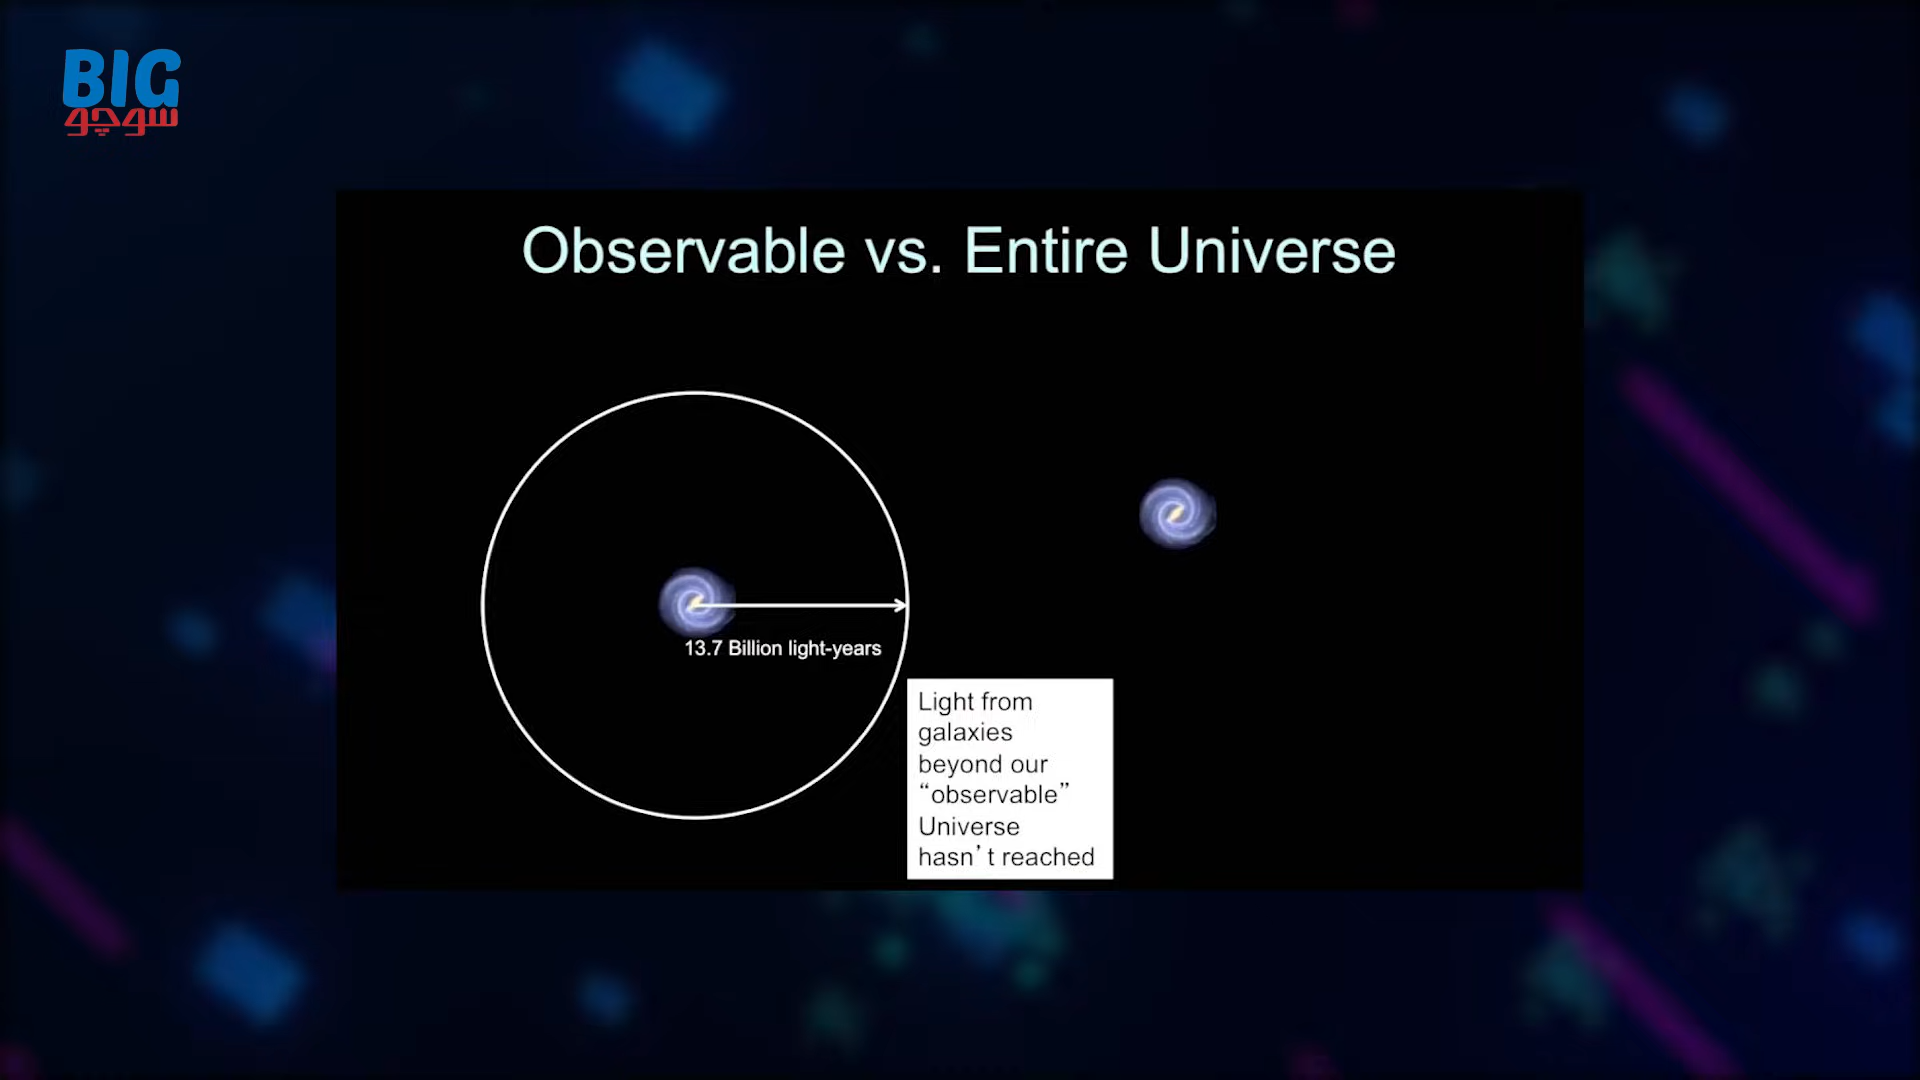 BIG
سوچو
Observable vs. Entire Universe
13.7 Billion light-years
Light from
galaxies
beyond our
“observable”
Universe
hasn’t reached